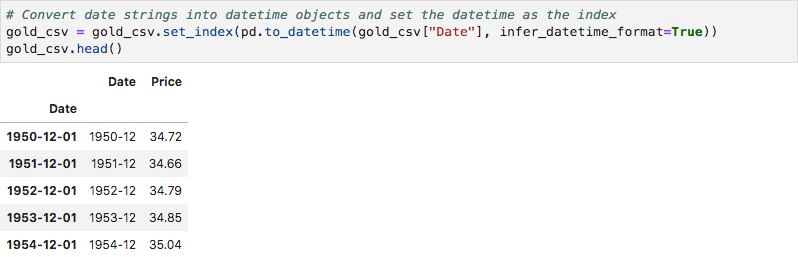 # Convert date strings into datetime objects and set the datetime as the index
gold_csv = gold_csv.set_index(pd.to_datetime(gold_csv["Date"], infer_datetime_format=True))
gold_csv.head()
Date Price
Date
1950-12-01 1950-12 34.72
1951-12-01 1951-12 34.66
1952-12-01 1952-12 34.79
1953-12-01 1953-12 34.85
1954-12-01 1954-12 35.04